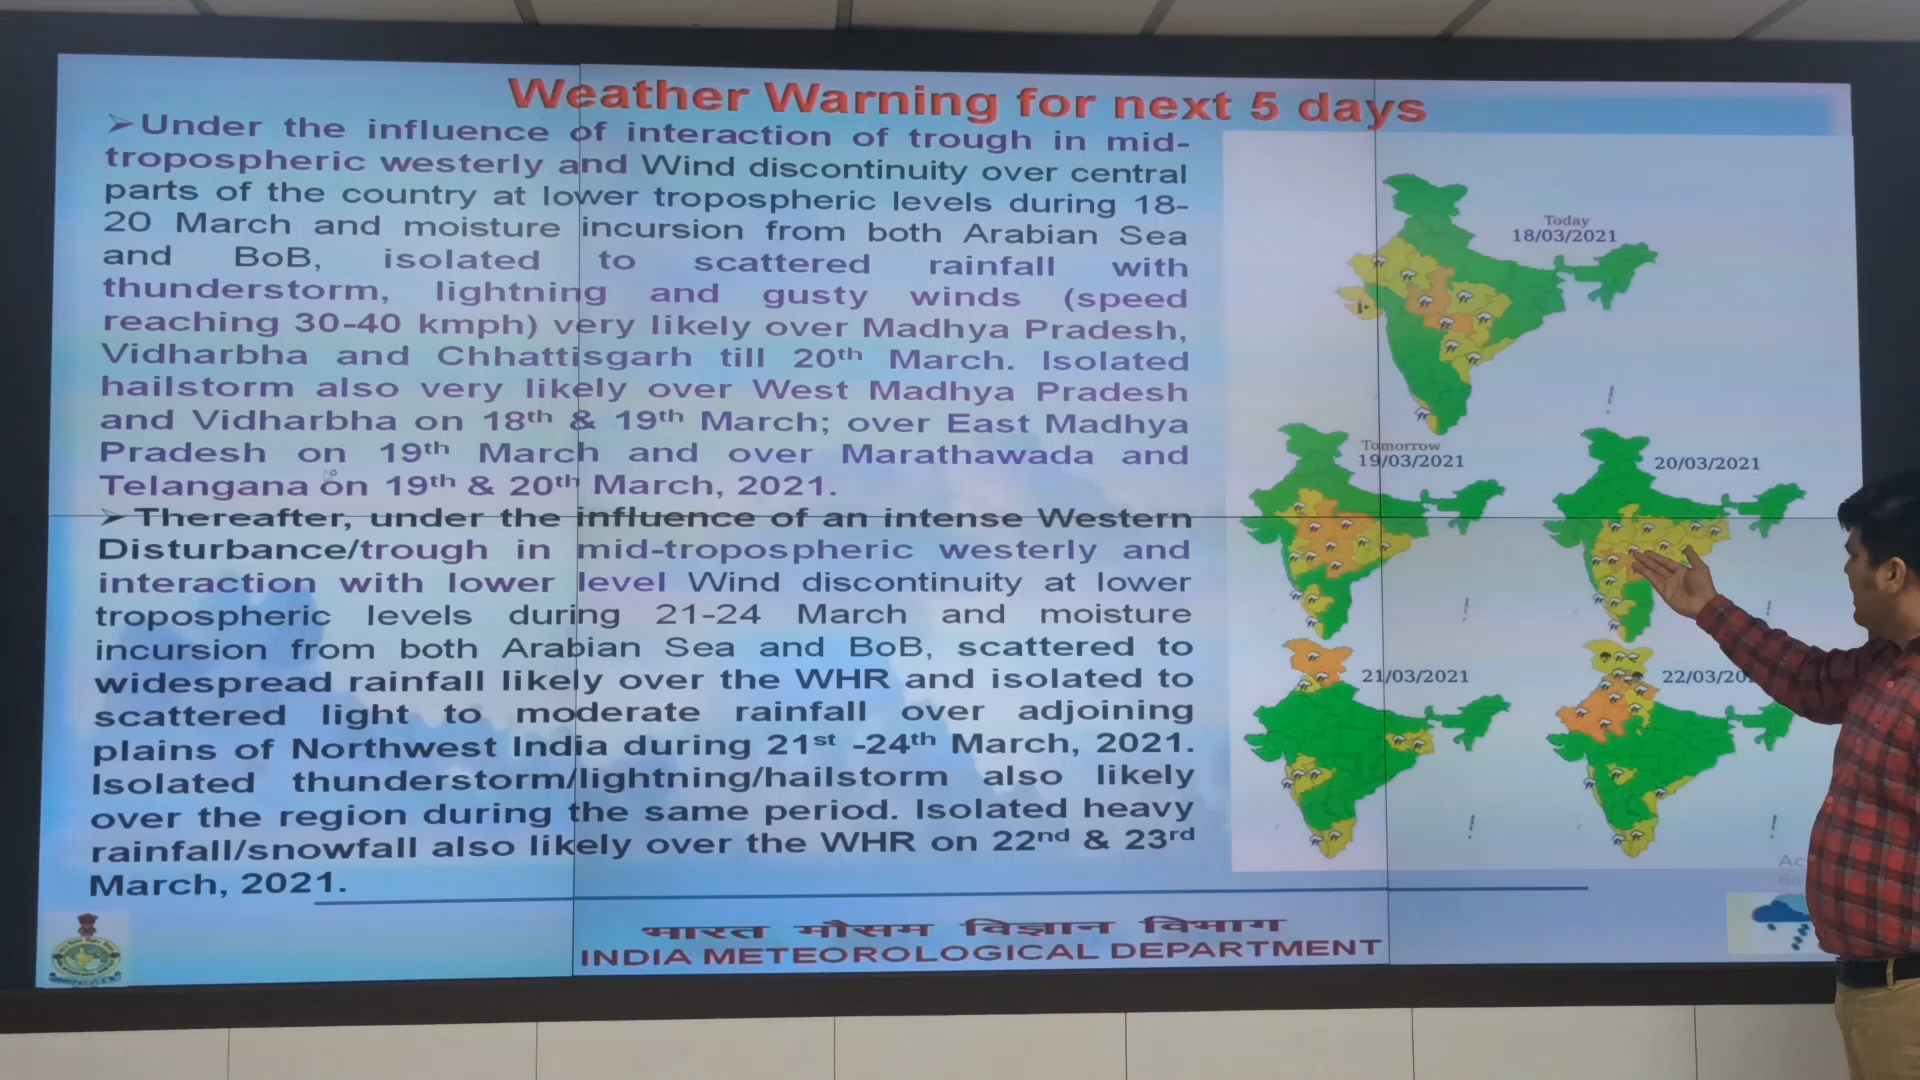 Weather Warning for next 5 days
➢Under the influence of interaction of trough in mid-
tropospheric westerly and Wind discontinuity over central
parts of the country at lower tropospheric levels during 18-
20 March and moisture incursion from both Arabian Sea
and BoB, isolated to scattered rainfall with
thunderstorm, lightning and gusty winds (speed
reaching 30-40 kmph) very likely over Madhya Pradesh,
Vidharbha and Chhattisgarh till 20th March. Isolated
hailstorm also very likely over West Madhya Pradesh
and Vidharbha on 18th & 19th March; over East Madhya
Pradesh on 19th March and over Marathawada and
Telangana on 19th & 20th March, 2021.
➢Thereafter, under the influence of an intense Western
Disturbance/trough in mid-tropospheric westerly and
interaction with lower level Wind discontinuity at lower
tropospheric levels during 21-24 March and moisture
incursion from both Arabian Sea and BoB, scattered to
widespread rainfall likely over the WHR and isolated to
scattered light to moderate rainfall over adjoining
plains of Northwest India during 21st -24th March, 2021.
Isolated thunderstorm/lightning/hailstorm also likely
over the region during the same period. Isolated heavy
rainfall/snowfall also likely over the WHR on 22nd & 23rd
March, 2021.
Today
18/03/2021
Tomorrow
19/03/2021
20/03/2021
21/03/2021
22/03/20
Ac
Go
भारत मौसम विज्ञान विभाग
INDIA METEOROLOGICAL DEPARTMENT